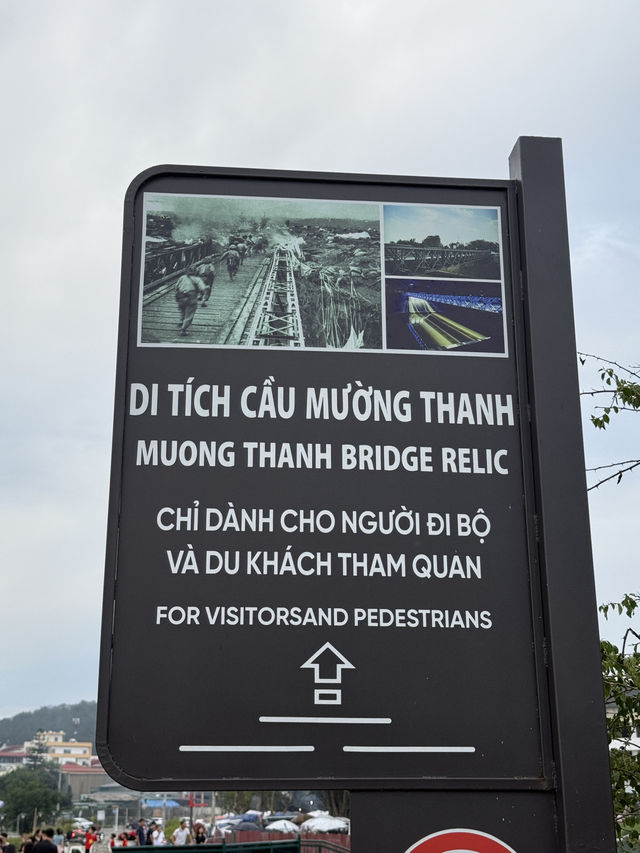 DI TÍCH CẦU MƯỜNG THANH
MUONG THANH BRIDGE RELIC
CHỈ DÀNH CHO NGƯỜI ĐI BỘ
VÀ DU KHÁCH THAM QUAN
FOR VISITORSAND PEDESTRIANS